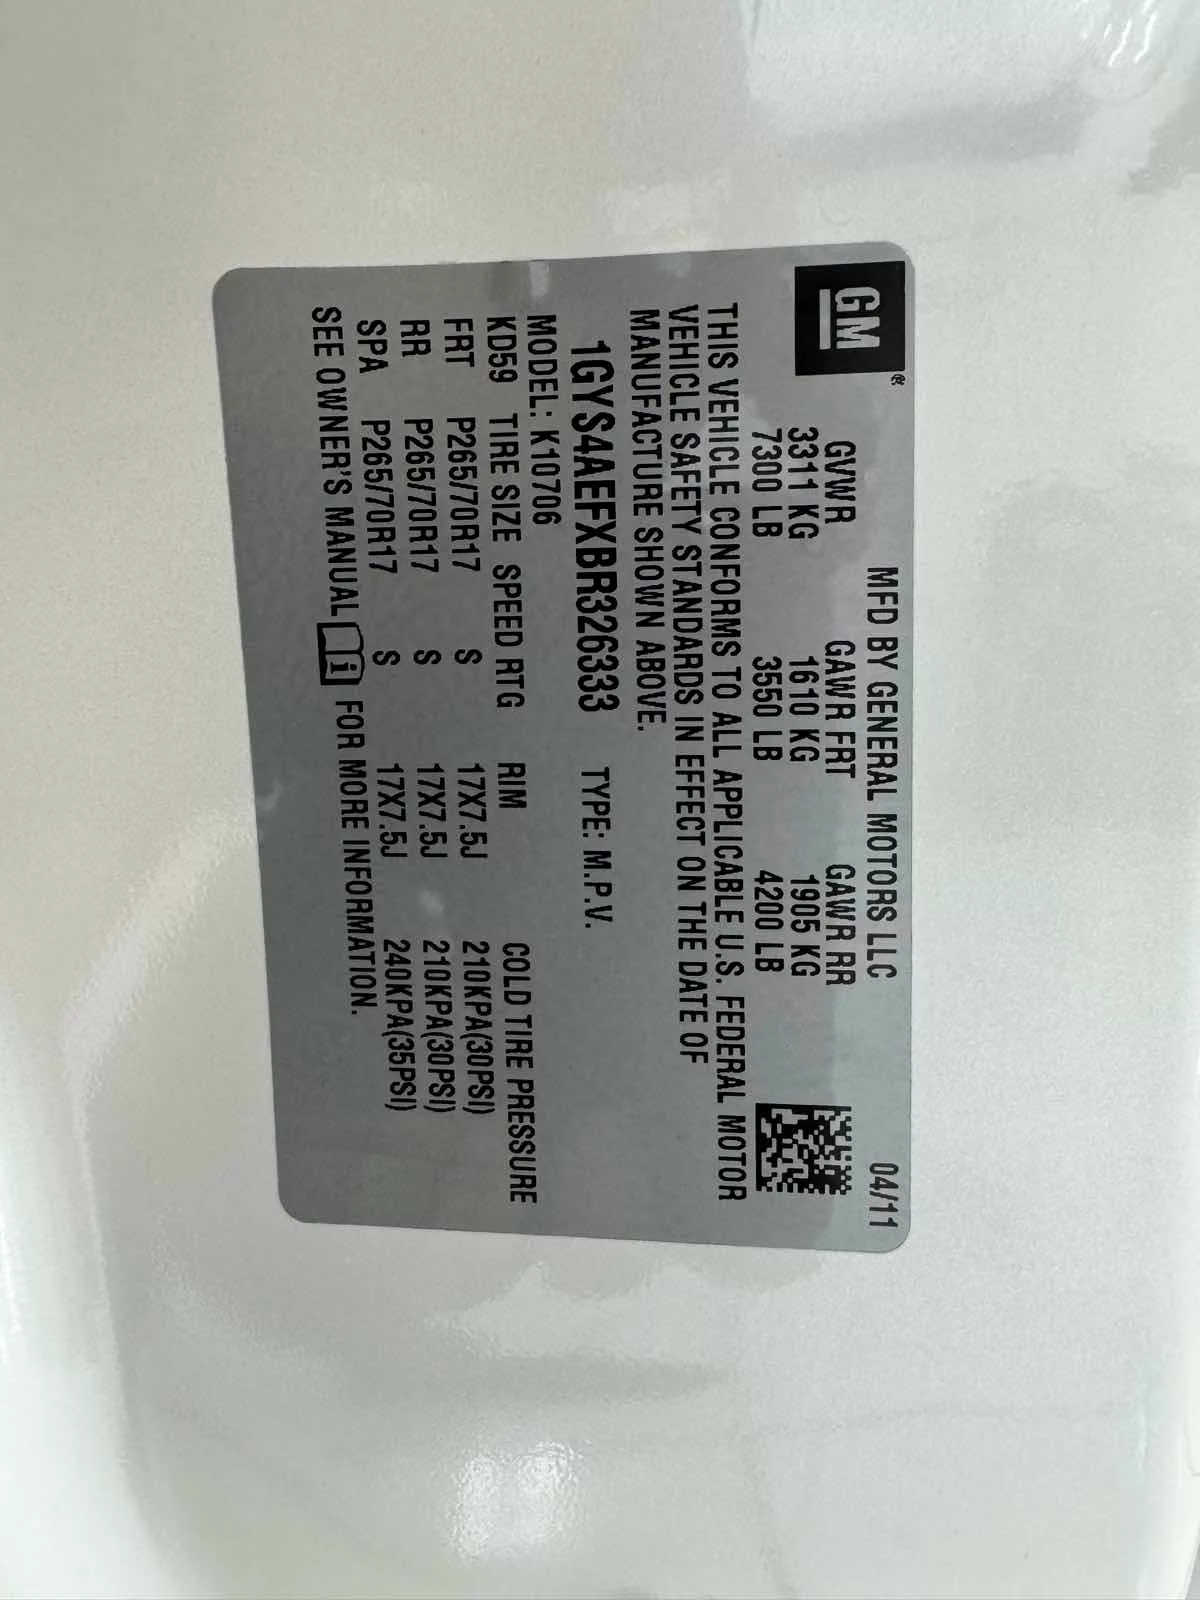 GM®
MFD BY GENERAL MOTORS LLC 04/11
GVWR GAWR FRT GAWR RR
3311 KG 1610 KG 1905 KG
7300 LB 3550 LB 4200 LB
THIS VEHICLE CONFORMS TO ALL APPLICABLE U.S. FEDERAL MOTOR
VEHICLE SAFETY STANDARDS IN EFFECT ON THE DATE OF
MANUFACTURE SHOWN ABOVE.
1GYS4AEFXBR326333 TYPE: M.P.V.
MODEL: K10706
KD59 TIRE SIZE SPEED RTG RIM COLD TIRE PRESSURE
FRT P265/70R17 S 17X7.5J 210KPA(30PSI)
RR P265/70R17 S 17X7.5J 210KPA(30PSI)
SPA P265/70R17 S 17X7.5J 240KPA(35PSI)
SEE OWNER'S MANUAL i FOR MORE INFORMATION.